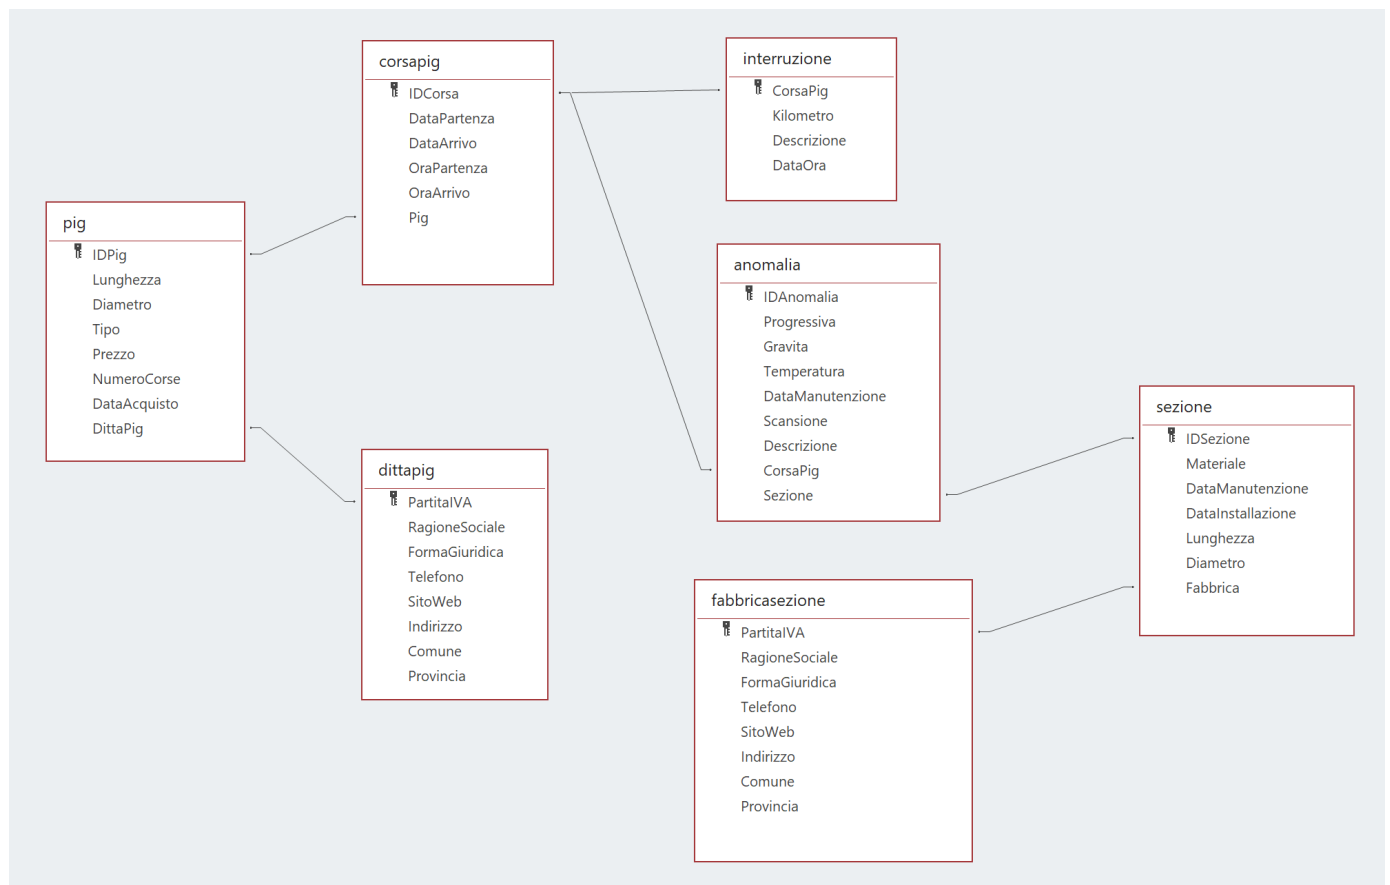 corsapig
IDCorsa
DataPartenza
DataArrivo
OraPartenza
OraArrivo
Pig
interruzione
CorsaPig
Kilometro
Descrizione
DataOra
pig
IDPig
Lunghezza
Diametro
Tipo
Prezzo
NumeroCorse
DataAcquisto
DittaPig
anomalia
IDAnomalia
Progressiva
Gravita
Temperatura
DataManutenzione
Scansione
Descrizione
CorsaPig
Sezione
sezione
IDSezione
Materiale
DataManutenzione
DataInstallazione
Lunghezza
Diametro
Fabbrica
dittapig
PartitaIVA
RagioneSociale
FormaGiuridica
Telefono
SitoWeb
Indirizzo
Comune
Provincia
fabbricasezione
PartitaIVA
RagioneSociale
FormaGiuridica
Telefono
SitoWeb
Indirizzo
Comune
Provincia